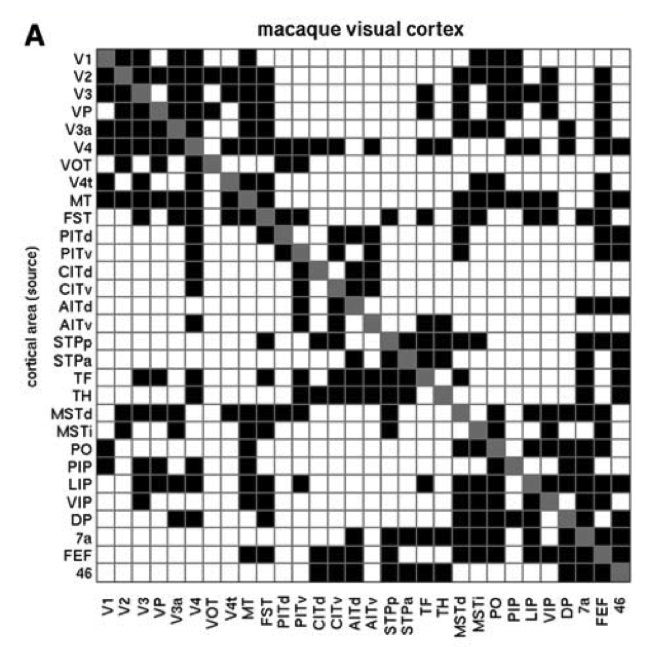 A
macaque visual cortex
cortical area (source)
V1
V2
V3
VP
V3a
V4
VOT
V4t
MT
FST
PITd
PITv
CITd
CITv
AITd
AITv
STPp
STPa
TF
TH
MSTd
MSTi
PO
PIP
LIP
VIP
DP
7a
FEF
46
V1 V2 V3 VP V3a V4 VOT V4t MT FST PITd PITv CITd CITv AITd AITv STPp STPa TF TH MSTd MSTi PO PIP LIP VIP DP 7a FEF 46